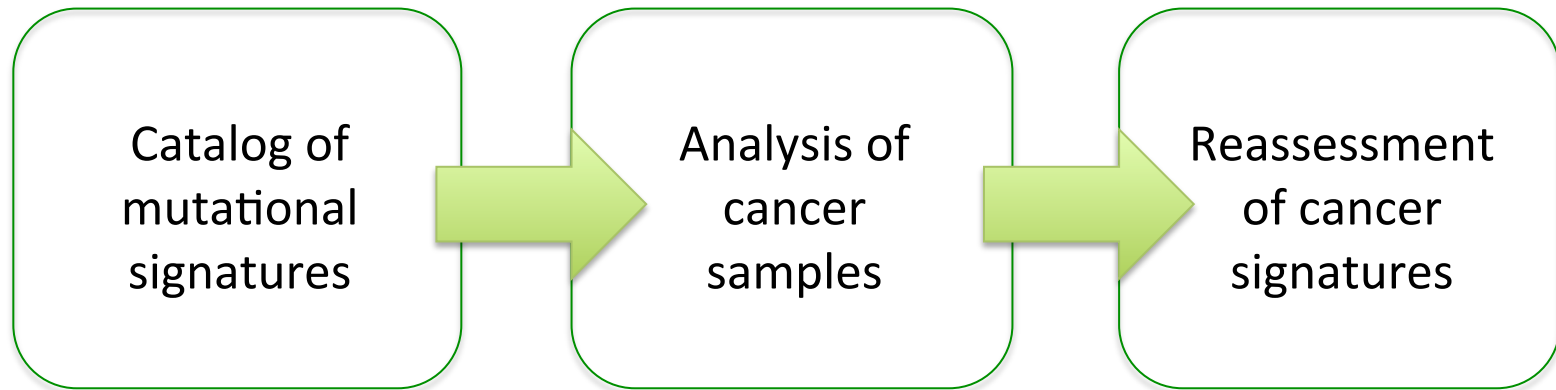 Catalog of
mutational
signatures
Analysis of
cancer
samples
Reassessment
of cancer
signatures